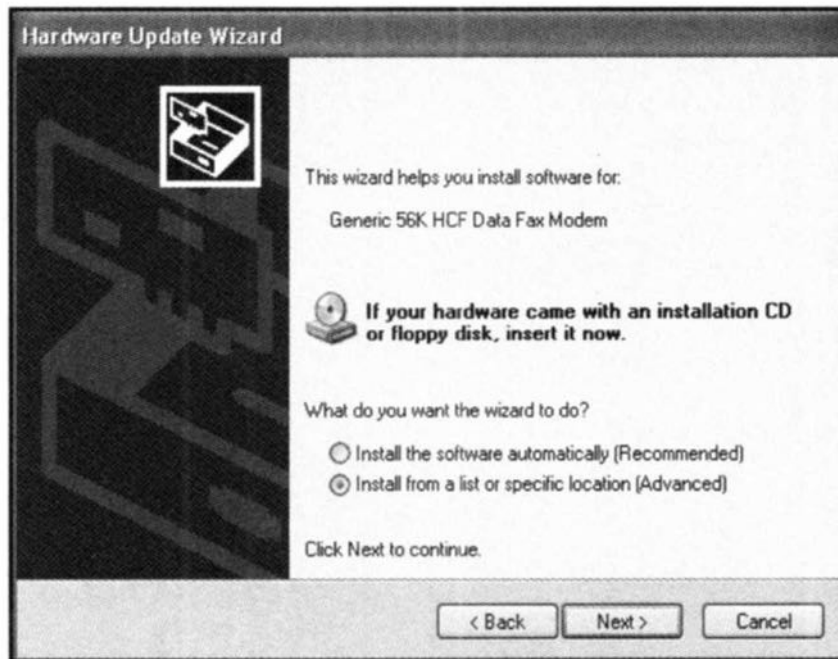 Hardware Update Wizard
This wizard helps you install software for:
Generic 56K HCF Data Fax Modem
If your hardware came with an installation CD
or floppy disk, insert it now.
What do you want the wizard to do?
Install the software automatically (Recommended)
Install from a list or specific location (Advanced)
Click Next to continue.
< Back
Next >
Cancel